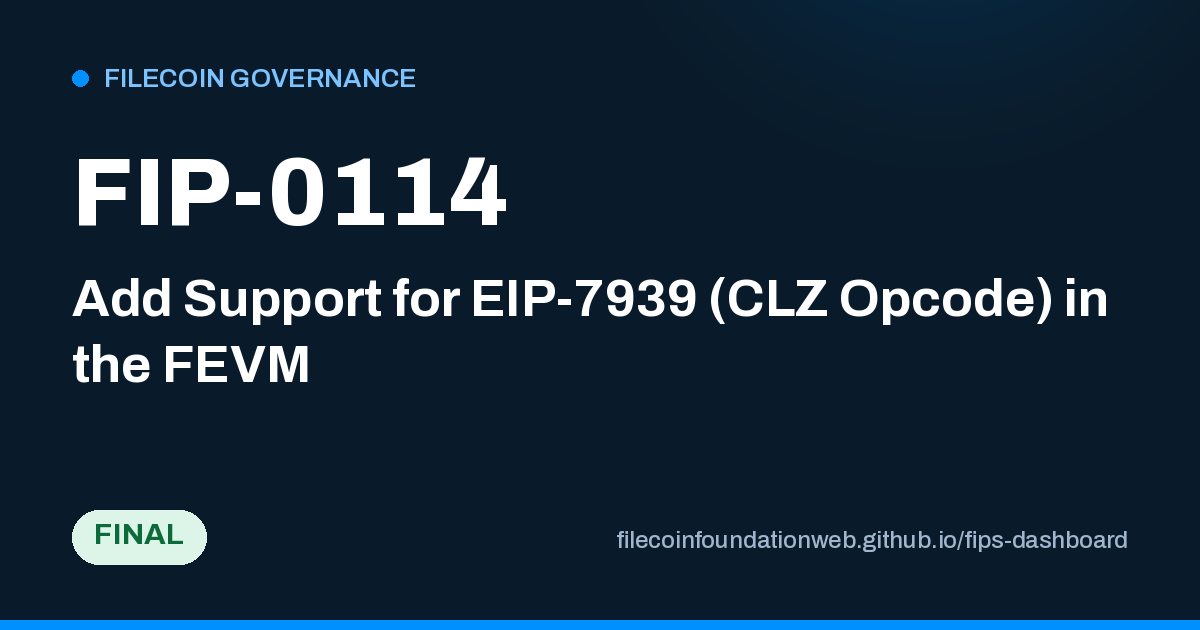 FILECOIN GOVERNANCE
FIP-0114
Add Support for EIP-7939 (CLZ Opcode) in
the FEVM
FINAL
filecoinfoundationweb.github.io/fips-dashboard